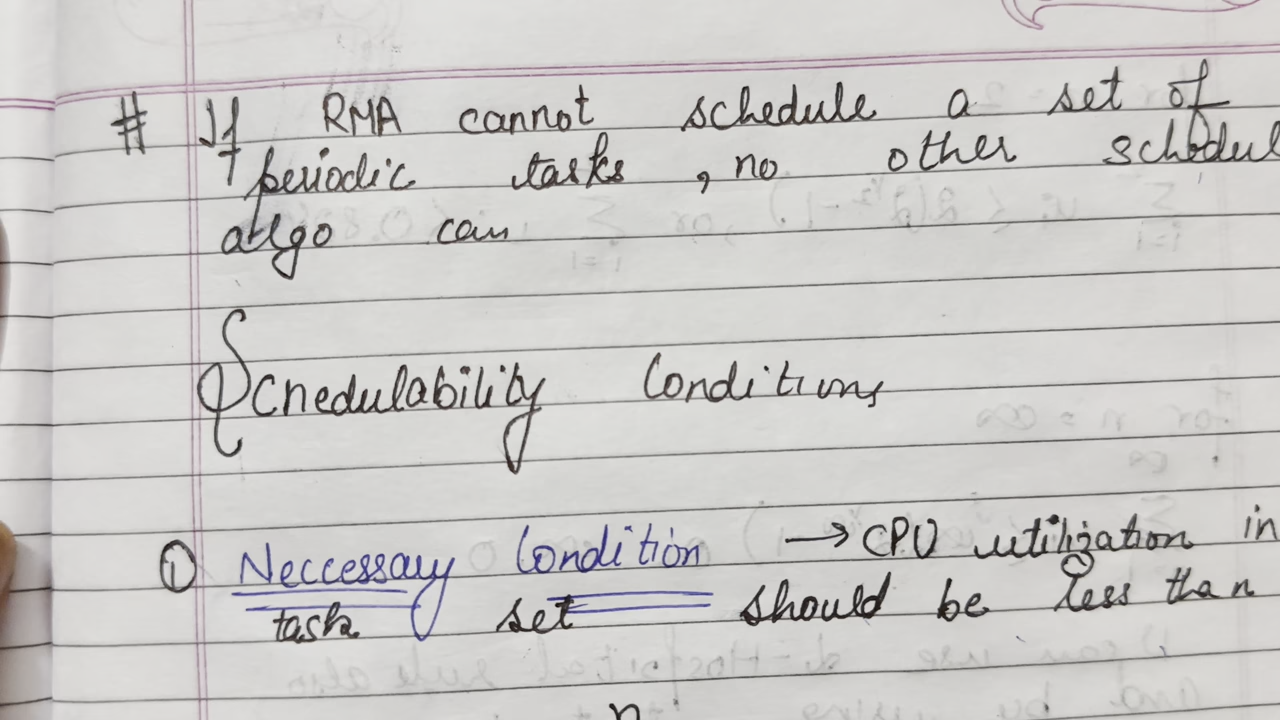 # If RMA cannot schedule a set of
periodic tasks, no other schedul
algo can
Schedulability Conditions
① Neccessary Condition → CPU utilization in
task set should be less than
n